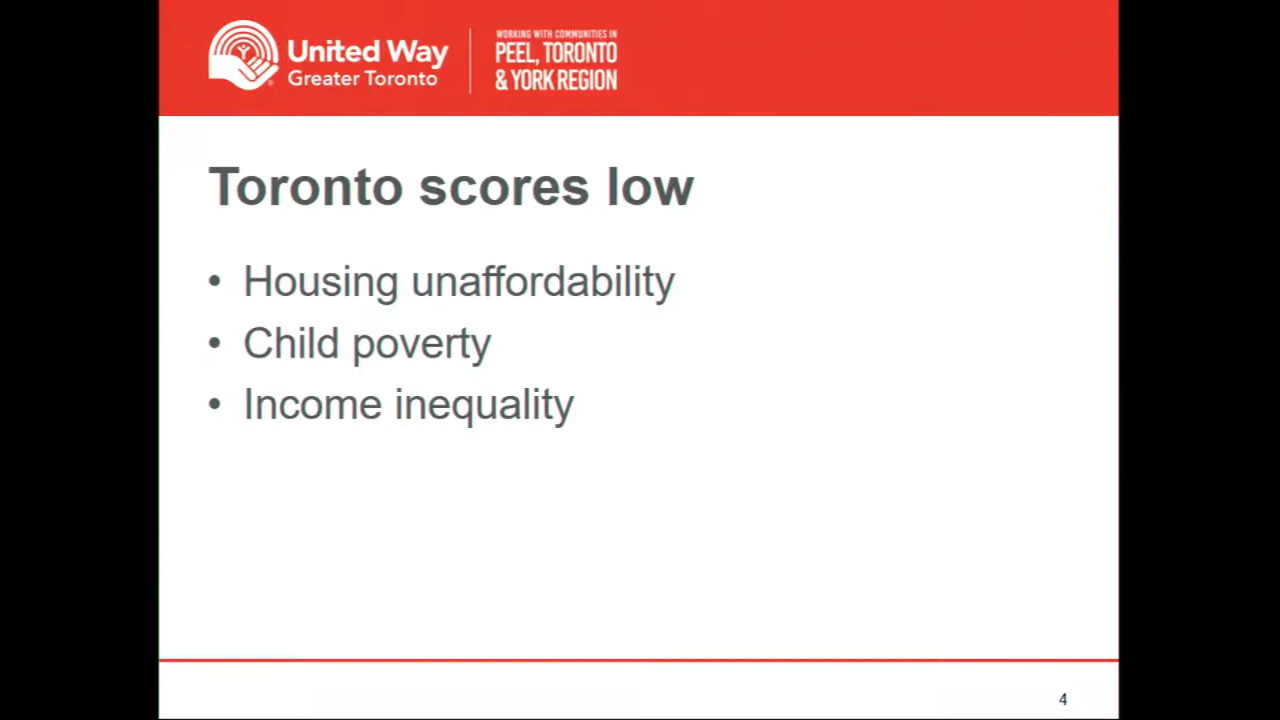 United Way
Greater Toronto
WORKING WITH COMMUNITIES IN
PEEL, TORONTO
& YORK REGION
Toronto scores low
• Housing unaffordability
• Child poverty
• Income inequality
4